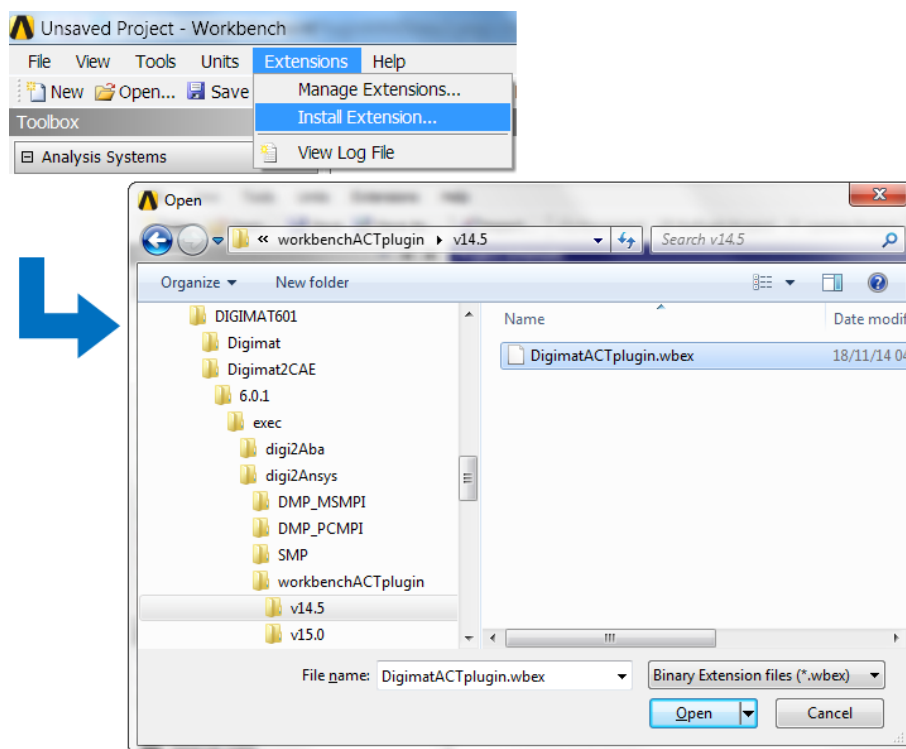 Unsaved Project - Workbench
File View Tools Units Extensions Help
New Open... Save
Manage Extensions...
Install Extension...
View Log File
Toolbox
Analysis Systems
Open
« workbenchACTplugin v14.5
Search v14.5
Organize New folder
DIGIMAT601
Digimat
Digimat2CAE
6.0.1
exec
digi2Aba
digi2Ansys
DMP_MSMPI
DMP_PCMPI
SMP
workbenchACTplugin
v14.5
v15.0
Name Date modif
DigimatACTplugin.wbex 18/11/14 04
File name: DigimatACTplugin.wbex Binary Extension files (*.wbex)
Open Cancel